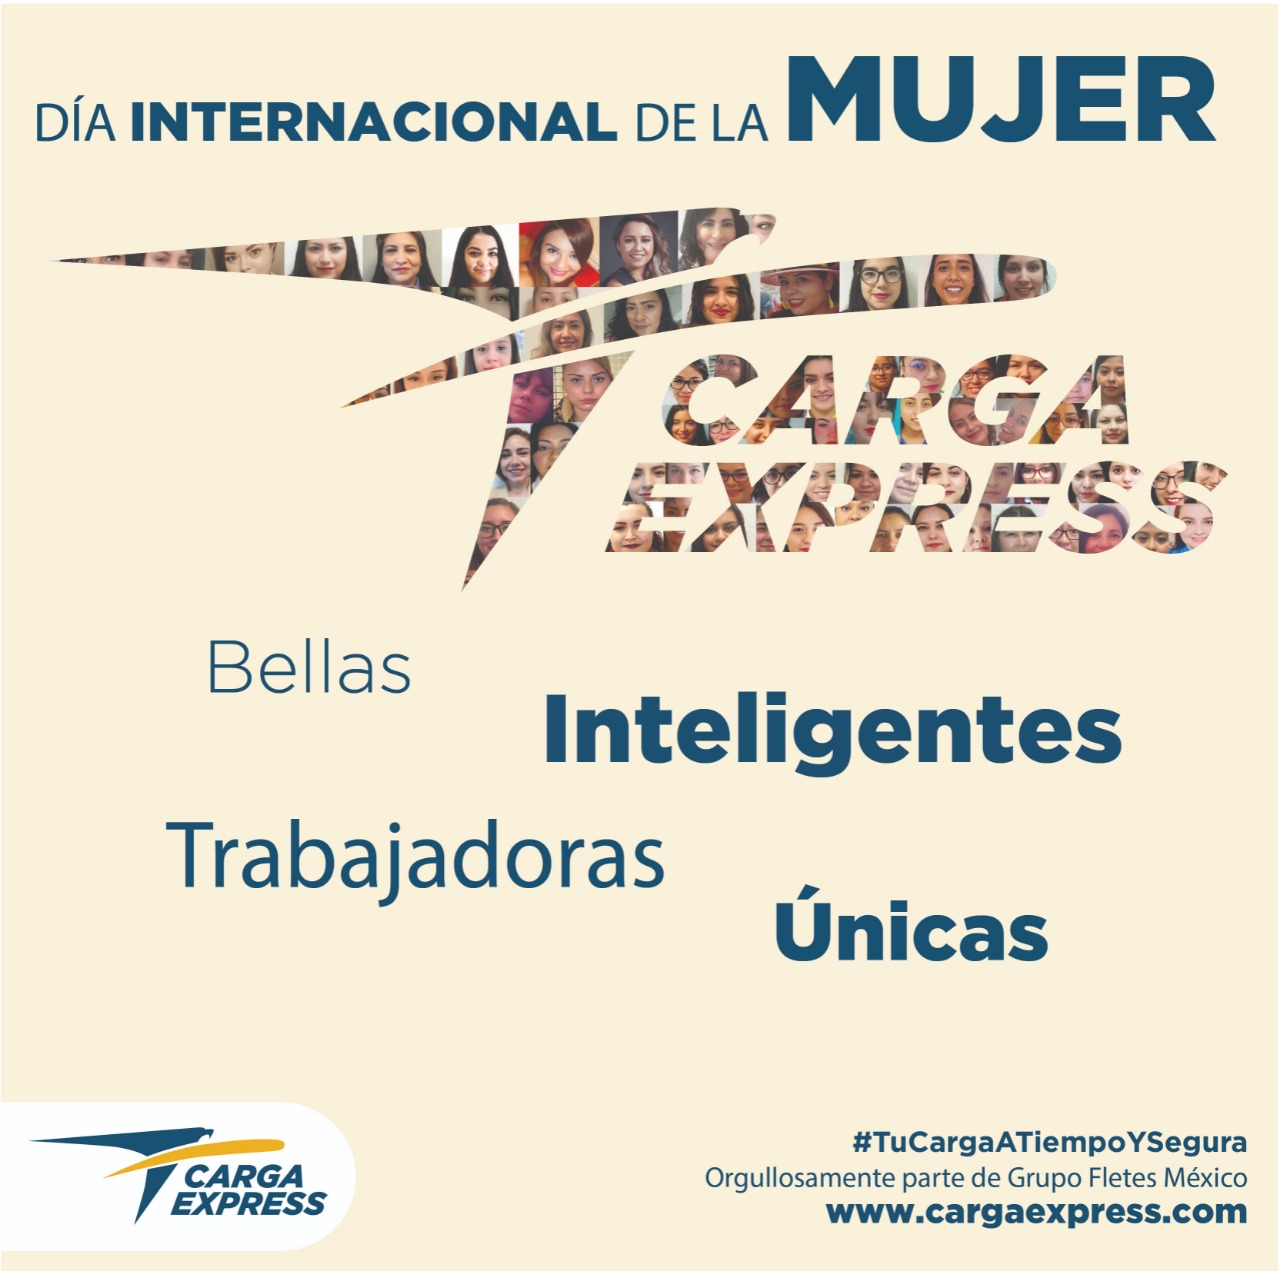 DÍA INTERNACIONAL DE LA MUJER
CARGA
EXPRESS
Bellas
Inteligentes
Trabajadoras
Únicas
CARGA
EXPRESS
#TuCargaATiempoYSegura
Orgullosamente parte de Grupo Fletes México
www.cargaexpress.com